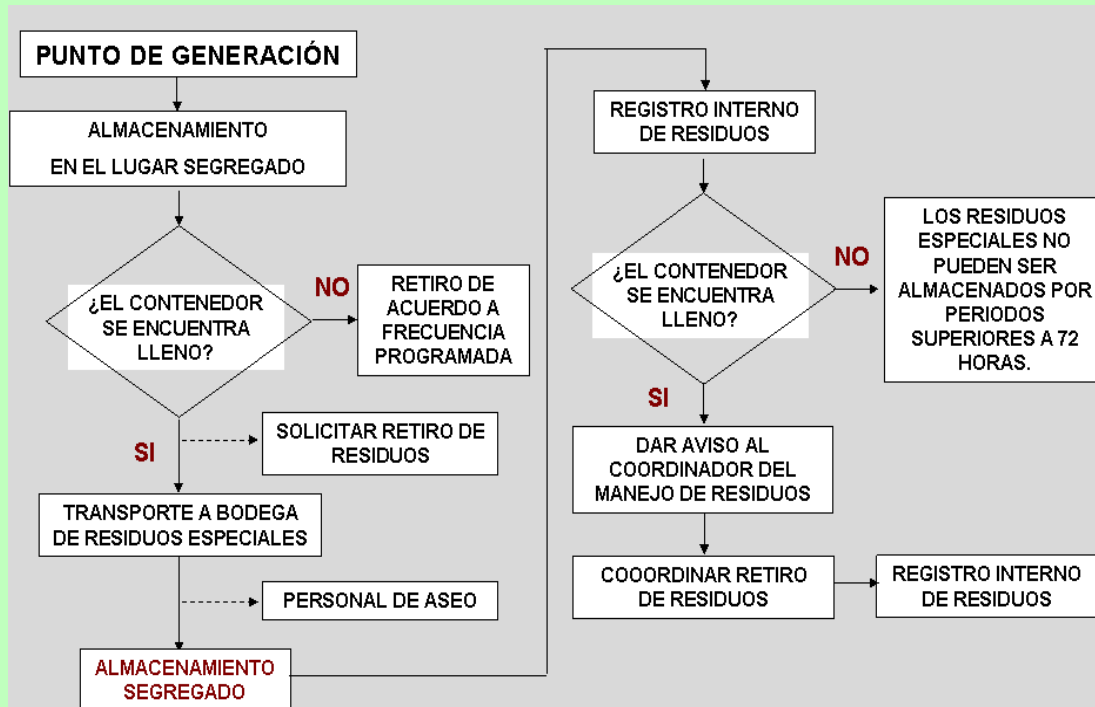 PUNTO DE GENERACIÓN
ALMACENAMIENTO
EN EL LUGAR SEGREGADO
¿EL CONTENEDOR
SE ENCUENTRA
LLENO?
NO
RETIRO DE
ACUERDO A
FRECUENCIA
PROGRAMADA
SI
SOLICITAR RETIRO DE
RESIDUOS
TRANSPORTE A BODEGA
DE RESIDUOS ESPECIALES
PERSONAL DE ASEO
ALMACENAMIENTO
SEGREGADO
REGISTRO INTERNO
DE RESIDUOS
¿EL CONTENEDOR
SE ENCUENTRA
LLENO?
NO
LOS RESIDUOS
ESPECIALES NO
PUEDEN SER
ALMACENADOS POR
PERIODOS
SUPERIORES A 72
HORAS.
SI
DAR AVISO AL
COORDINADOR DEL
MANEJO DE RESIDUOS
COOORDINAR RETIRO
DE RESIDUOS
REGISTRO INTERNO
DE RESIDUOS